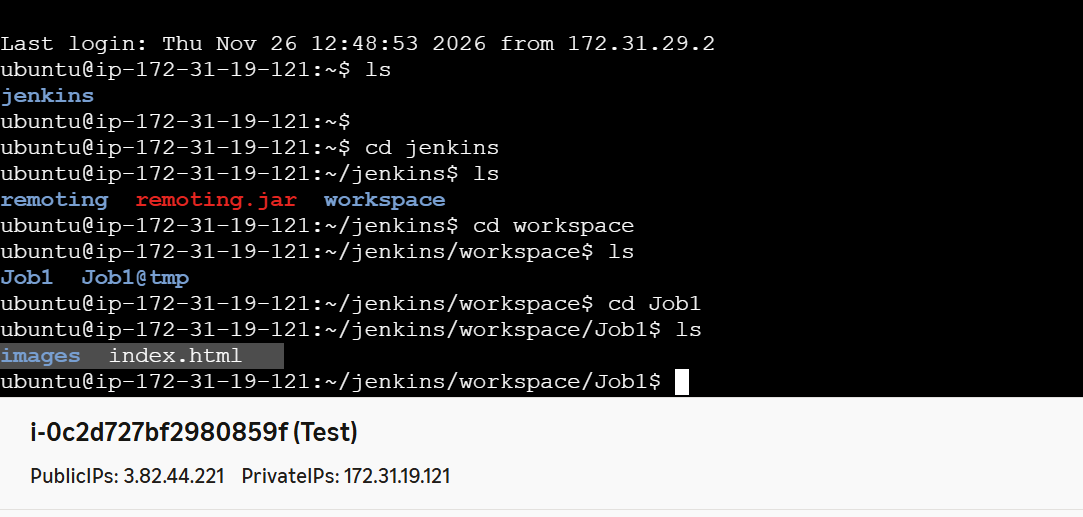 Last login: Thu Nov 26 12:48:53 2026 from 172.31.29.2
ubuntu@ip-172-31-19-121:~$ ls
jenkins
ubuntu@ip-172-31-19-121:~$
ubuntu@ip-172-31-19-121:~$ cd jenkins
ubuntu@ip-172-31-19-121:~/jenkins$ ls
remoting  remoting.jar  workspace
ubuntu@ip-172-31-19-121:~/jenkins$ cd workspace
ubuntu@ip-172-31-19-121:~/jenkins/workspace$ ls
Job1  Job1@tmp
ubuntu@ip-172-31-19-121:~/jenkins/workspace$ cd Job1
ubuntu@ip-172-31-19-121:~/jenkins/workspace/Job1$ ls
images  index.html
ubuntu@ip-172-31-19-121:~/jenkins/workspace/Job1$
i-0c2d727bf2980859f (Test)
PublicIPs: 3.82.44.221   PrivateIPs: 172.31.19.121